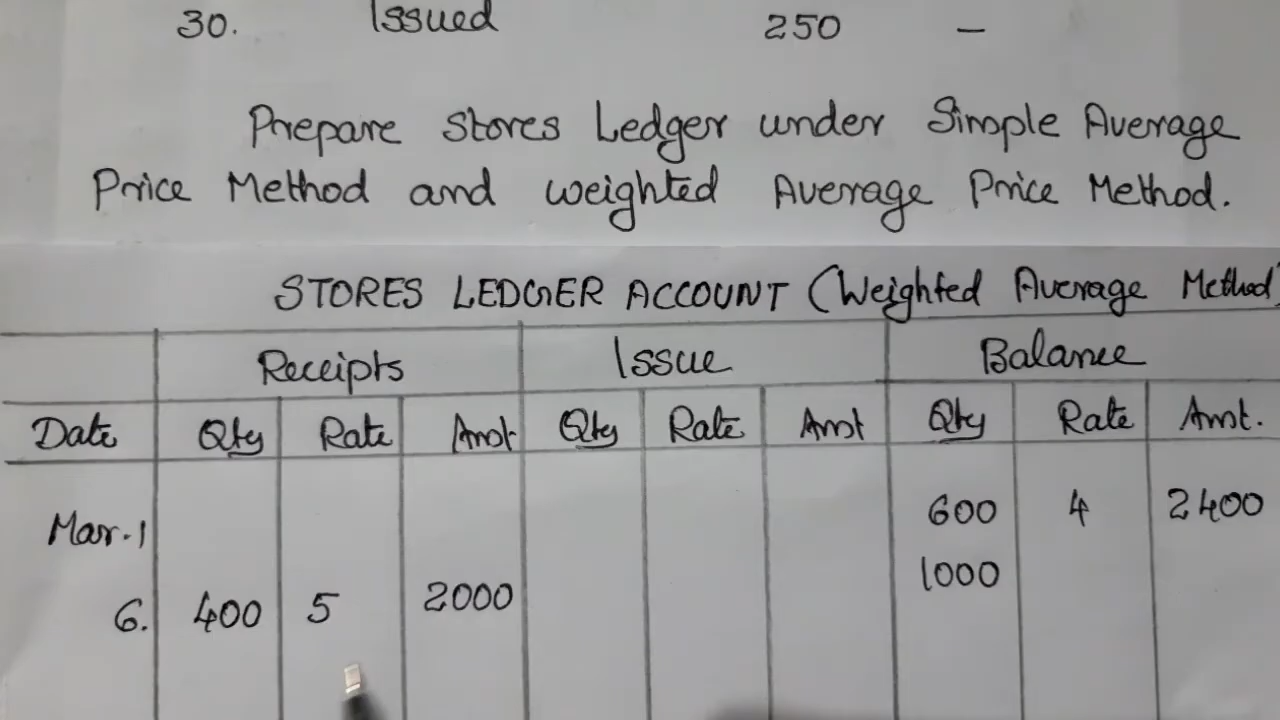 30. Issued 250 –
Prepare Stores Ledger under Simple Average
Price Method and weighted Average Price Method.
STORES LEDGER ACCOUNT (Weighted Average Method
Receipts Issue Balance
Date Qty Rate Amt Qty Rate Amt Qty Rate Amt.
Mar.1 600 4 2400
6. 400 5 2000 1000